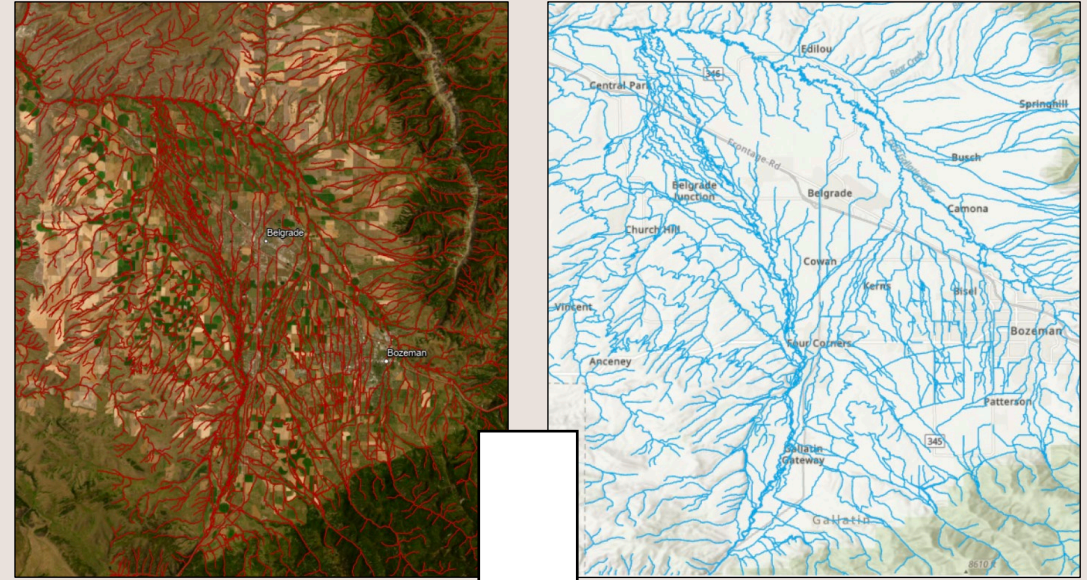 Belgrade
Bozeman
Edilou
346
Central Park
Springhill
Frontage Rd
Busch
Belgrade
Junction
Belgrade
Camona
Church Hill
Cowan
Kerns
Bisel
Vincent
Bozeman
Four Corners
Anceney
Patterson
345
Gallatin
Gateway
Gallatin